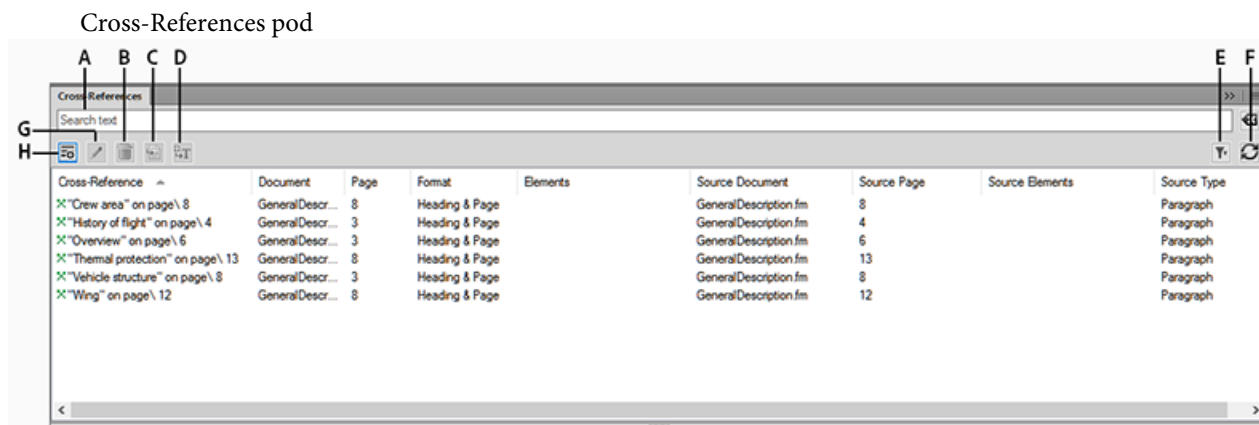 Cross-References pod
A B C D E F
Cross-References
Search text
G
H
Cross-Reference Document Page Format Elements Source Document Source Page Source Elements Source Type
"Crew area" on page\ 8 GeneralDescr... 8 Heading & Page GeneralDescription.fm 8 Paragraph
"History of flight" on page\ 4 GeneralDescr... 3 Heading & Page GeneralDescription.fm 4 Paragraph
"Overview" on page\ 6 GeneralDescr... 3 Heading & Page GeneralDescription.fm 6 Paragraph
"Thermal protection" on page\ 13 GeneralDescr... 8 Heading & Page GeneralDescription.fm 13 Paragraph
"Vehicle structure" on page\ 8 GeneralDescr... 3 Heading & Page GeneralDescription.fm 8 Paragraph
"Wing" on page\ 12 GeneralDescr... 8 Heading & Page GeneralDescription.fm 12 Paragraph